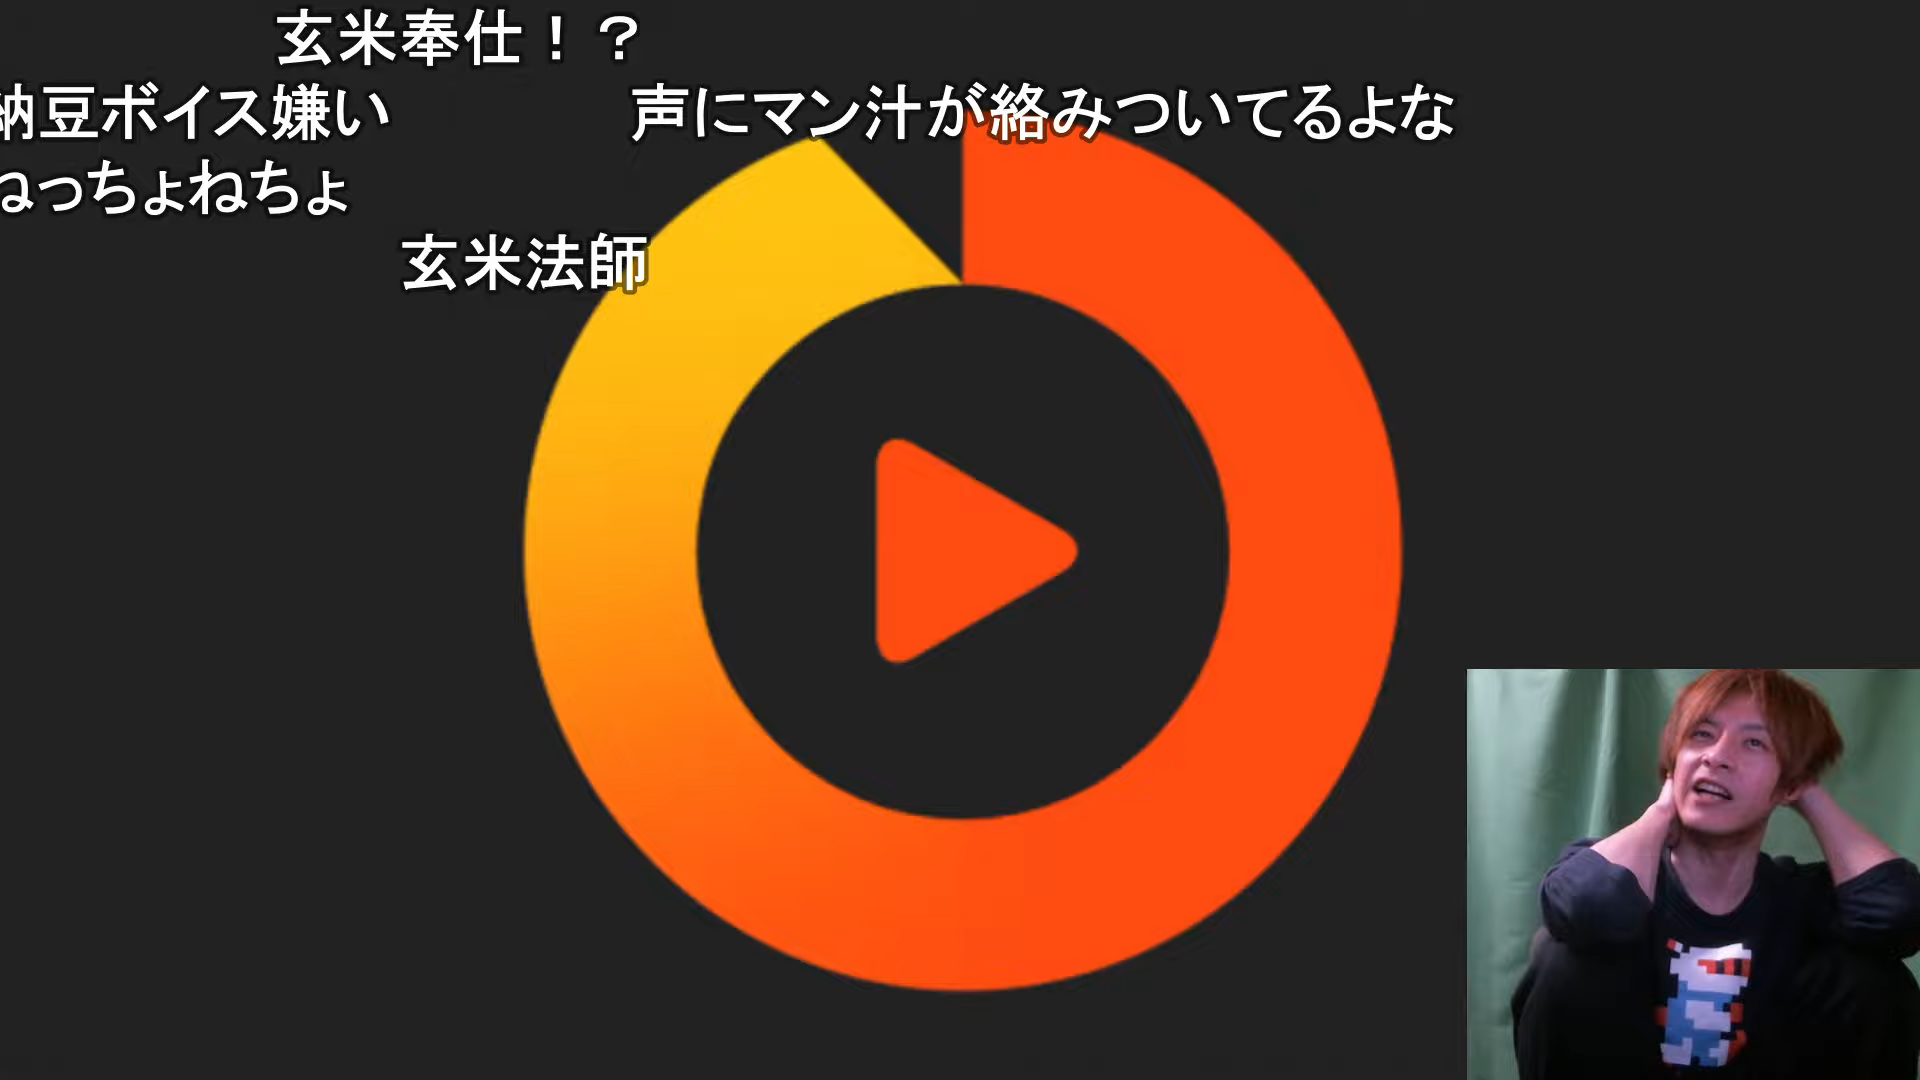 玄米奉仕！？
納豆ボイス嫌い
声にマン汁が絡みついてるよな
ねっちょねちょ
玄米法師